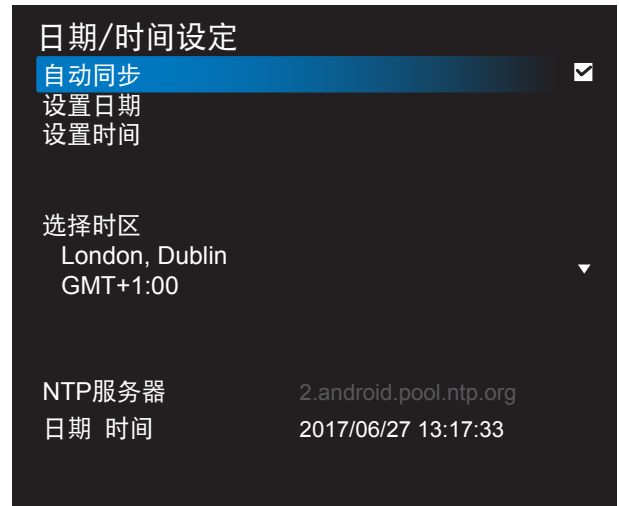 日期/时间设定
自动同步
设置日期
设置时间
选择时区
London, Dublin
GMT+1:00
NTP服务器 2.android.pool.ntp.org
日期 时间 2017/06/27 13:17:33